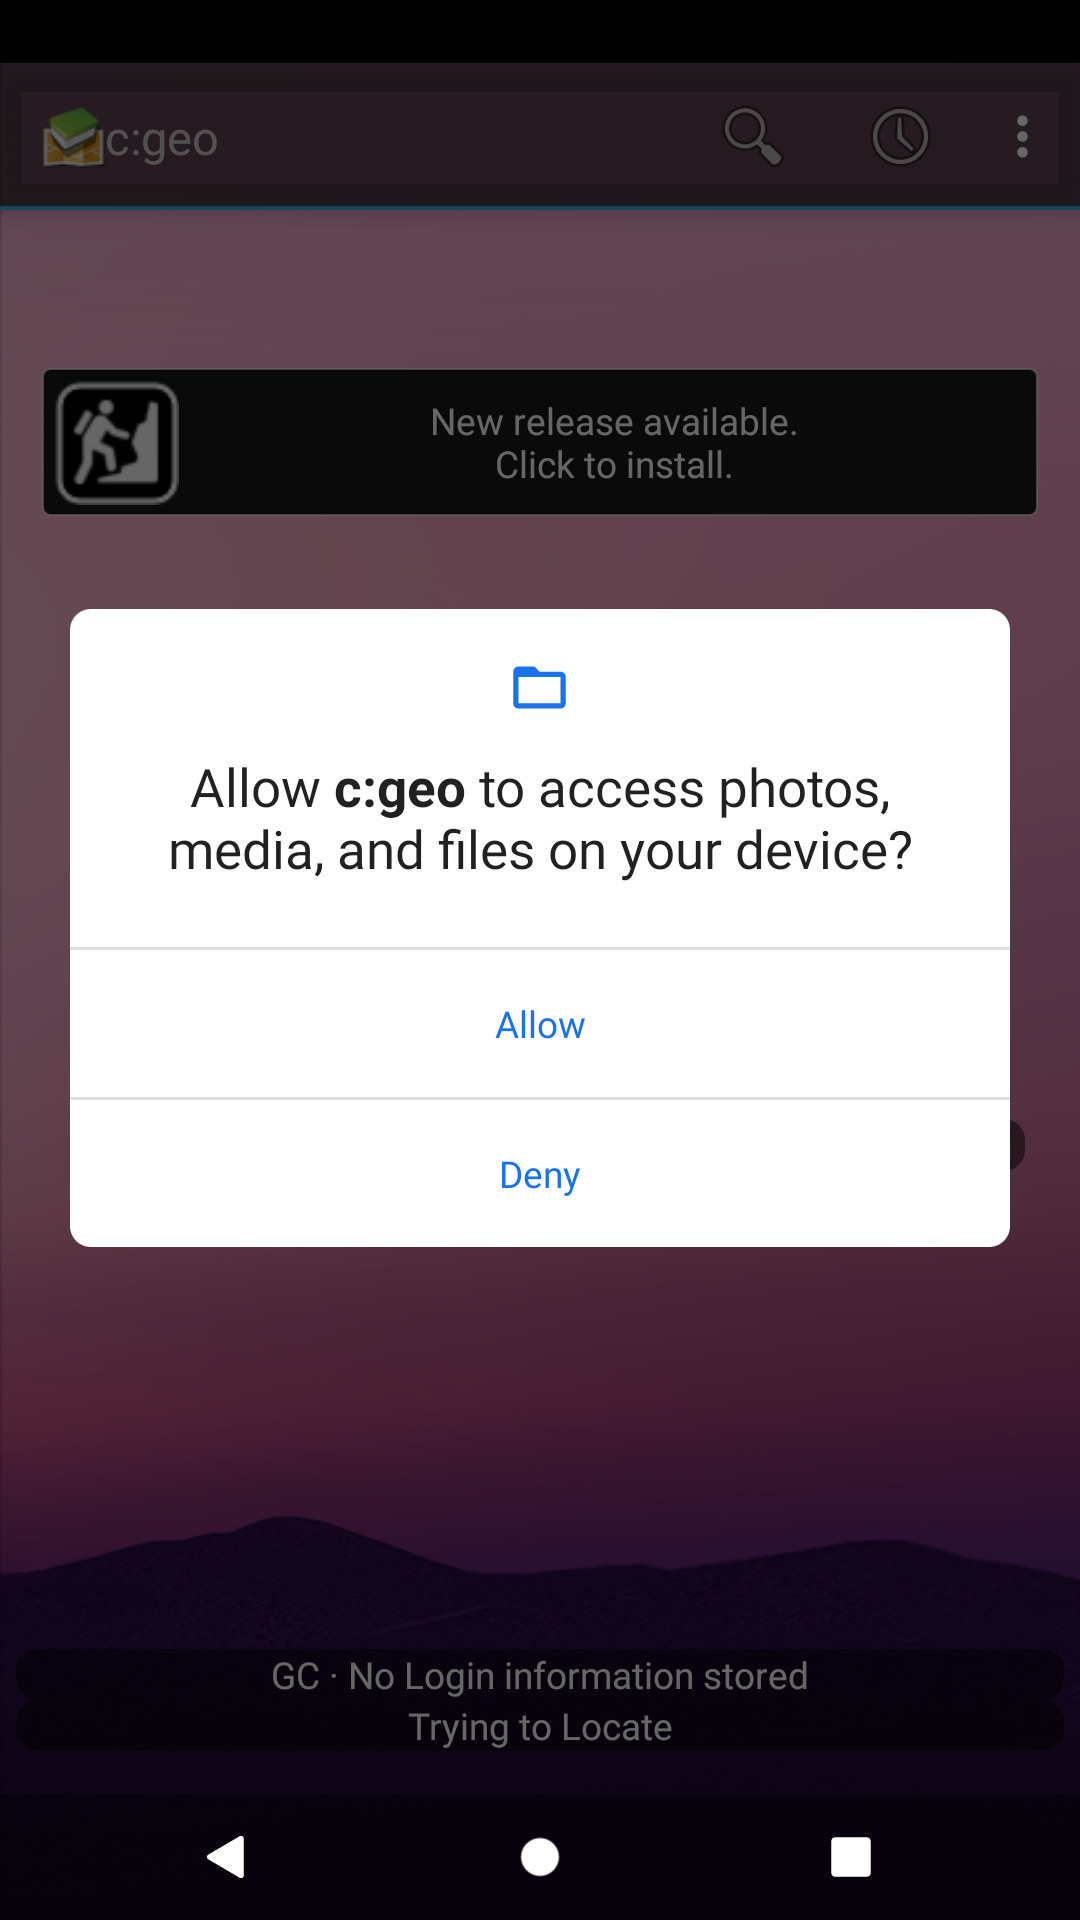 c:geo
New release available.
Click to install.
Allow c:geo to access photos,
media, and files on your device?
Allow
Deny
GC · No Login information stored
Trying to Locate